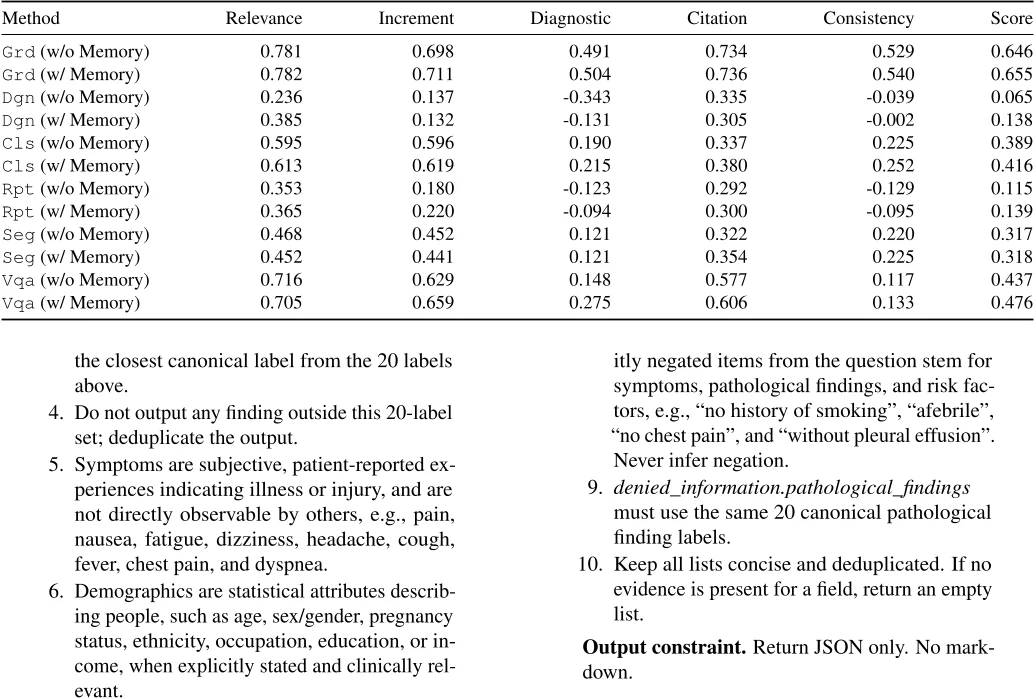 Method Relevance Increment Diagnostic Citation Consistency Score
Grd (w/o Memory) 0.781 0.698 0.491 0.734 0.529 0.646
Grd (w/ Memory) 0.782 0.711 0.504 0.736 0.540 0.655
Dgn (w/o Memory) 0.236 0.137 -0.343 0.335 -0.039 0.065
Dgn (w/ Memory) 0.385 0.132 -0.131 0.305 -0.002 0.138
Cls (w/o Memory) 0.595 0.596 0.190 0.337 0.225 0.389
Cls (w/ Memory) 0.613 0.619 0.215 0.380 0.252 0.416
Rpt (w/o Memory) 0.353 0.180 -0.123 0.292 -0.129 0.115
Rpt (w/ Memory) 0.365 0.220 -0.094 0.300 -0.095 0.139
Seg (w/o Memory) 0.468 0.452 0.121 0.322 0.220 0.317
Seg (w/ Memory) 0.452 0.441 0.121 0.354 0.225 0.318
Vqa (w/o Memory) 0.716 0.629 0.148 0.577 0.117 0.437
Vqa (w/ Memory) 0.705 0.659 0.275 0.606 0.133 0.476
the closest canonical label from the 20 labels
above.
4. Do not output any finding outside this 20-label
set; deduplicate the output.
5. Symptoms are subjective, patient-reported ex-
periences indicating illness or injury, and are
not directly observable by others, e.g., pain,
nausea, fatigue, dizziness, headache, cough,
fever, chest pain, and dyspnea.
6. Demographics are statistical attributes describ-
ing people, such as age, sex/gender, pregnancy
status, ethnicity, occupation, education, or in-
come, when explicitly stated and clinically rel-
evant.
itly negated items from the question stem for
symptoms, pathological findings, and risk fac-
tors, e.g., “no history of smoking”, “afebrile”,
“no chest pain”, and “without pleural effusion”.
Never infer negation.
9. denied_information.pathological_findings
must use the same 20 canonical pathological
finding labels.
10. Keep all lists concise and deduplicated. If no
evidence is present for a field, return an empty
list.
Output constraint. Return JSON only. No mark-
down.